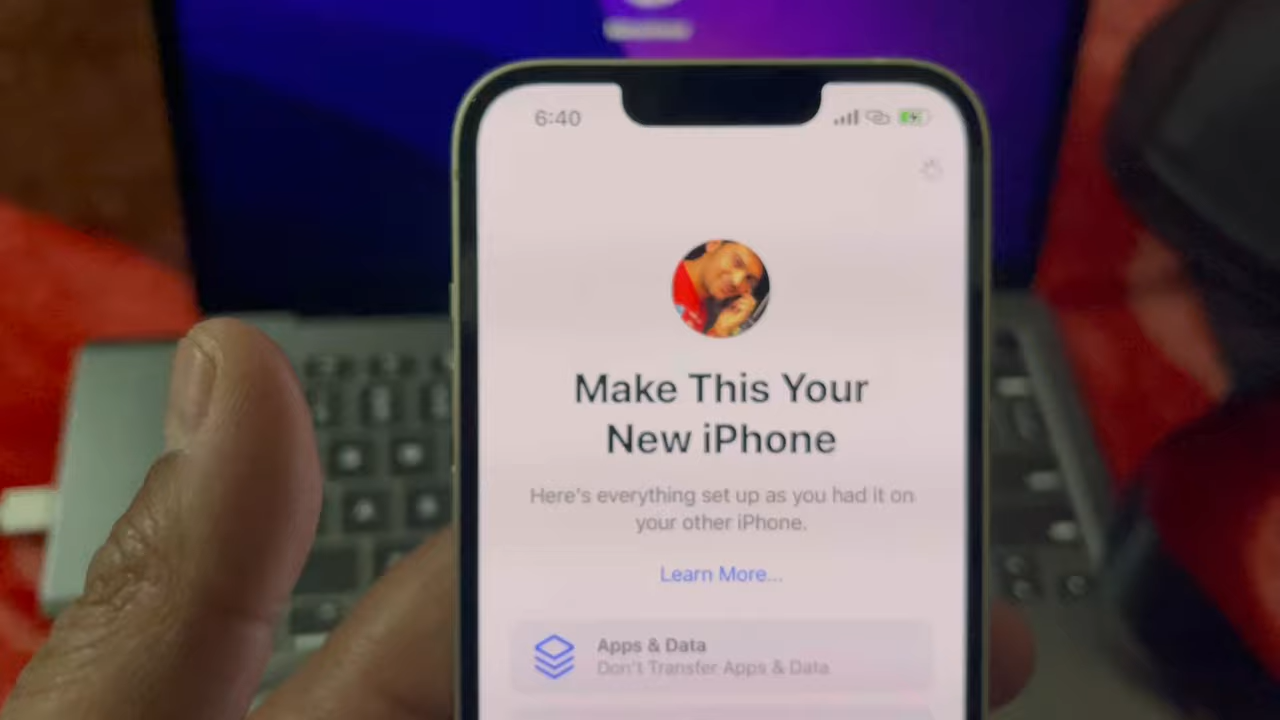 6:40
Make This Your
New iPhone
Here's everything set up as you had it on
your other iPhone.
Learn More...
Apps & Data
Don't Transfer Apps & Data